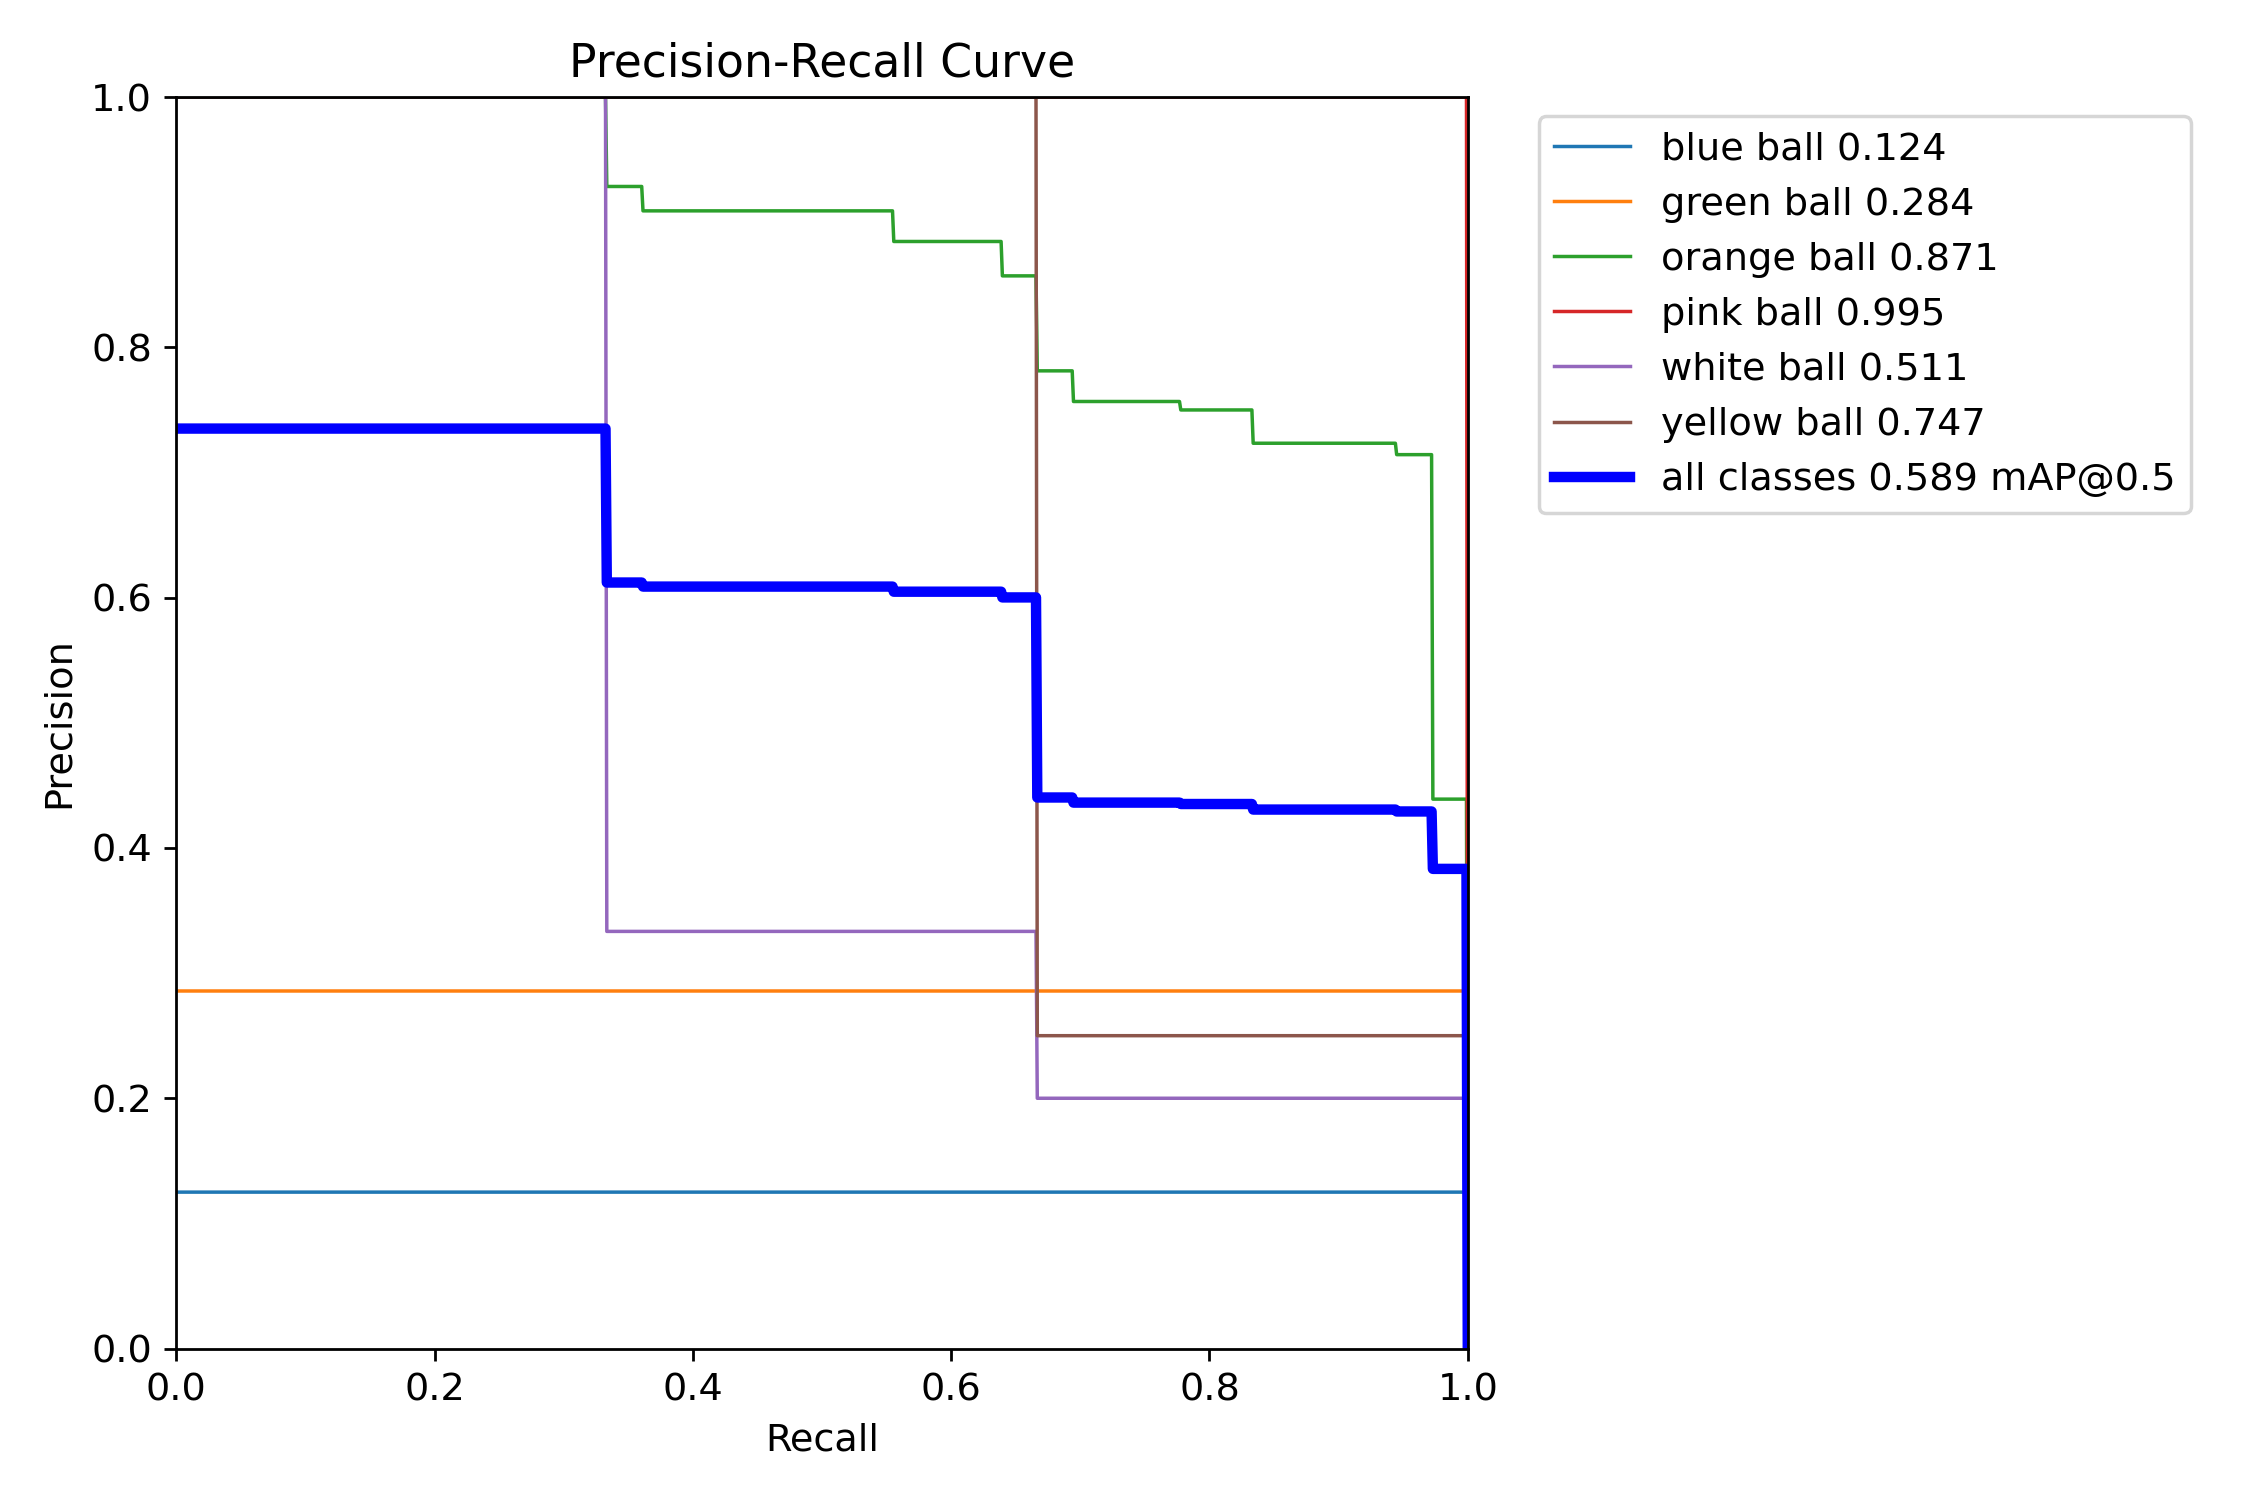 Precision-Recall Curve
1.0
0.8
0.6
0.4
0.2
0.0
Precision
0.0 0.2 0.4 0.6 0.8 1.0
Recall
blue ball 0.124
green ball 0.284
orange ball 0.871
pink ball 0.995
white ball 0.511
yellow ball 0.747
all classes 0.589 mAP@0.5